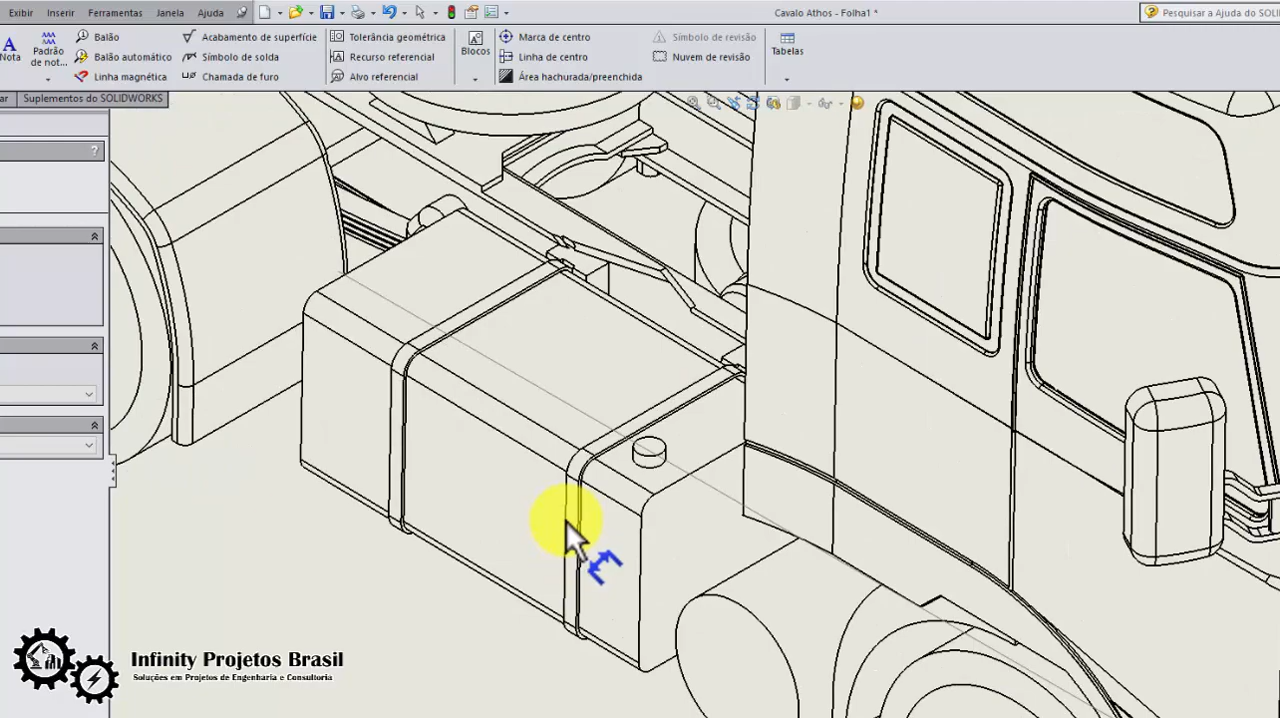 Exibir Inserir Ferramentas Janela Ajuda
Cavalo Athos - Folha1 *
Pesquisar a Ajuda do SOLI
A
Nota
Padrão
de not...
Balão
Balão automático
Linha magnética
Acabamento de superfície
Símbolo de solda
Chamada de furo
Tolerância geométrica
Recurso referencial
Alvo referencial
Blocos
Marca de centro
Linha de centro
Área hachurada/preenchida
Símbolo de revisão
Nuvem de revisão
Tabelas
ar
Suplementos do SOLIDWORKS
?
Infinity Projetos Brasil
Soluções em Projetos de Engenharia e Consultoria